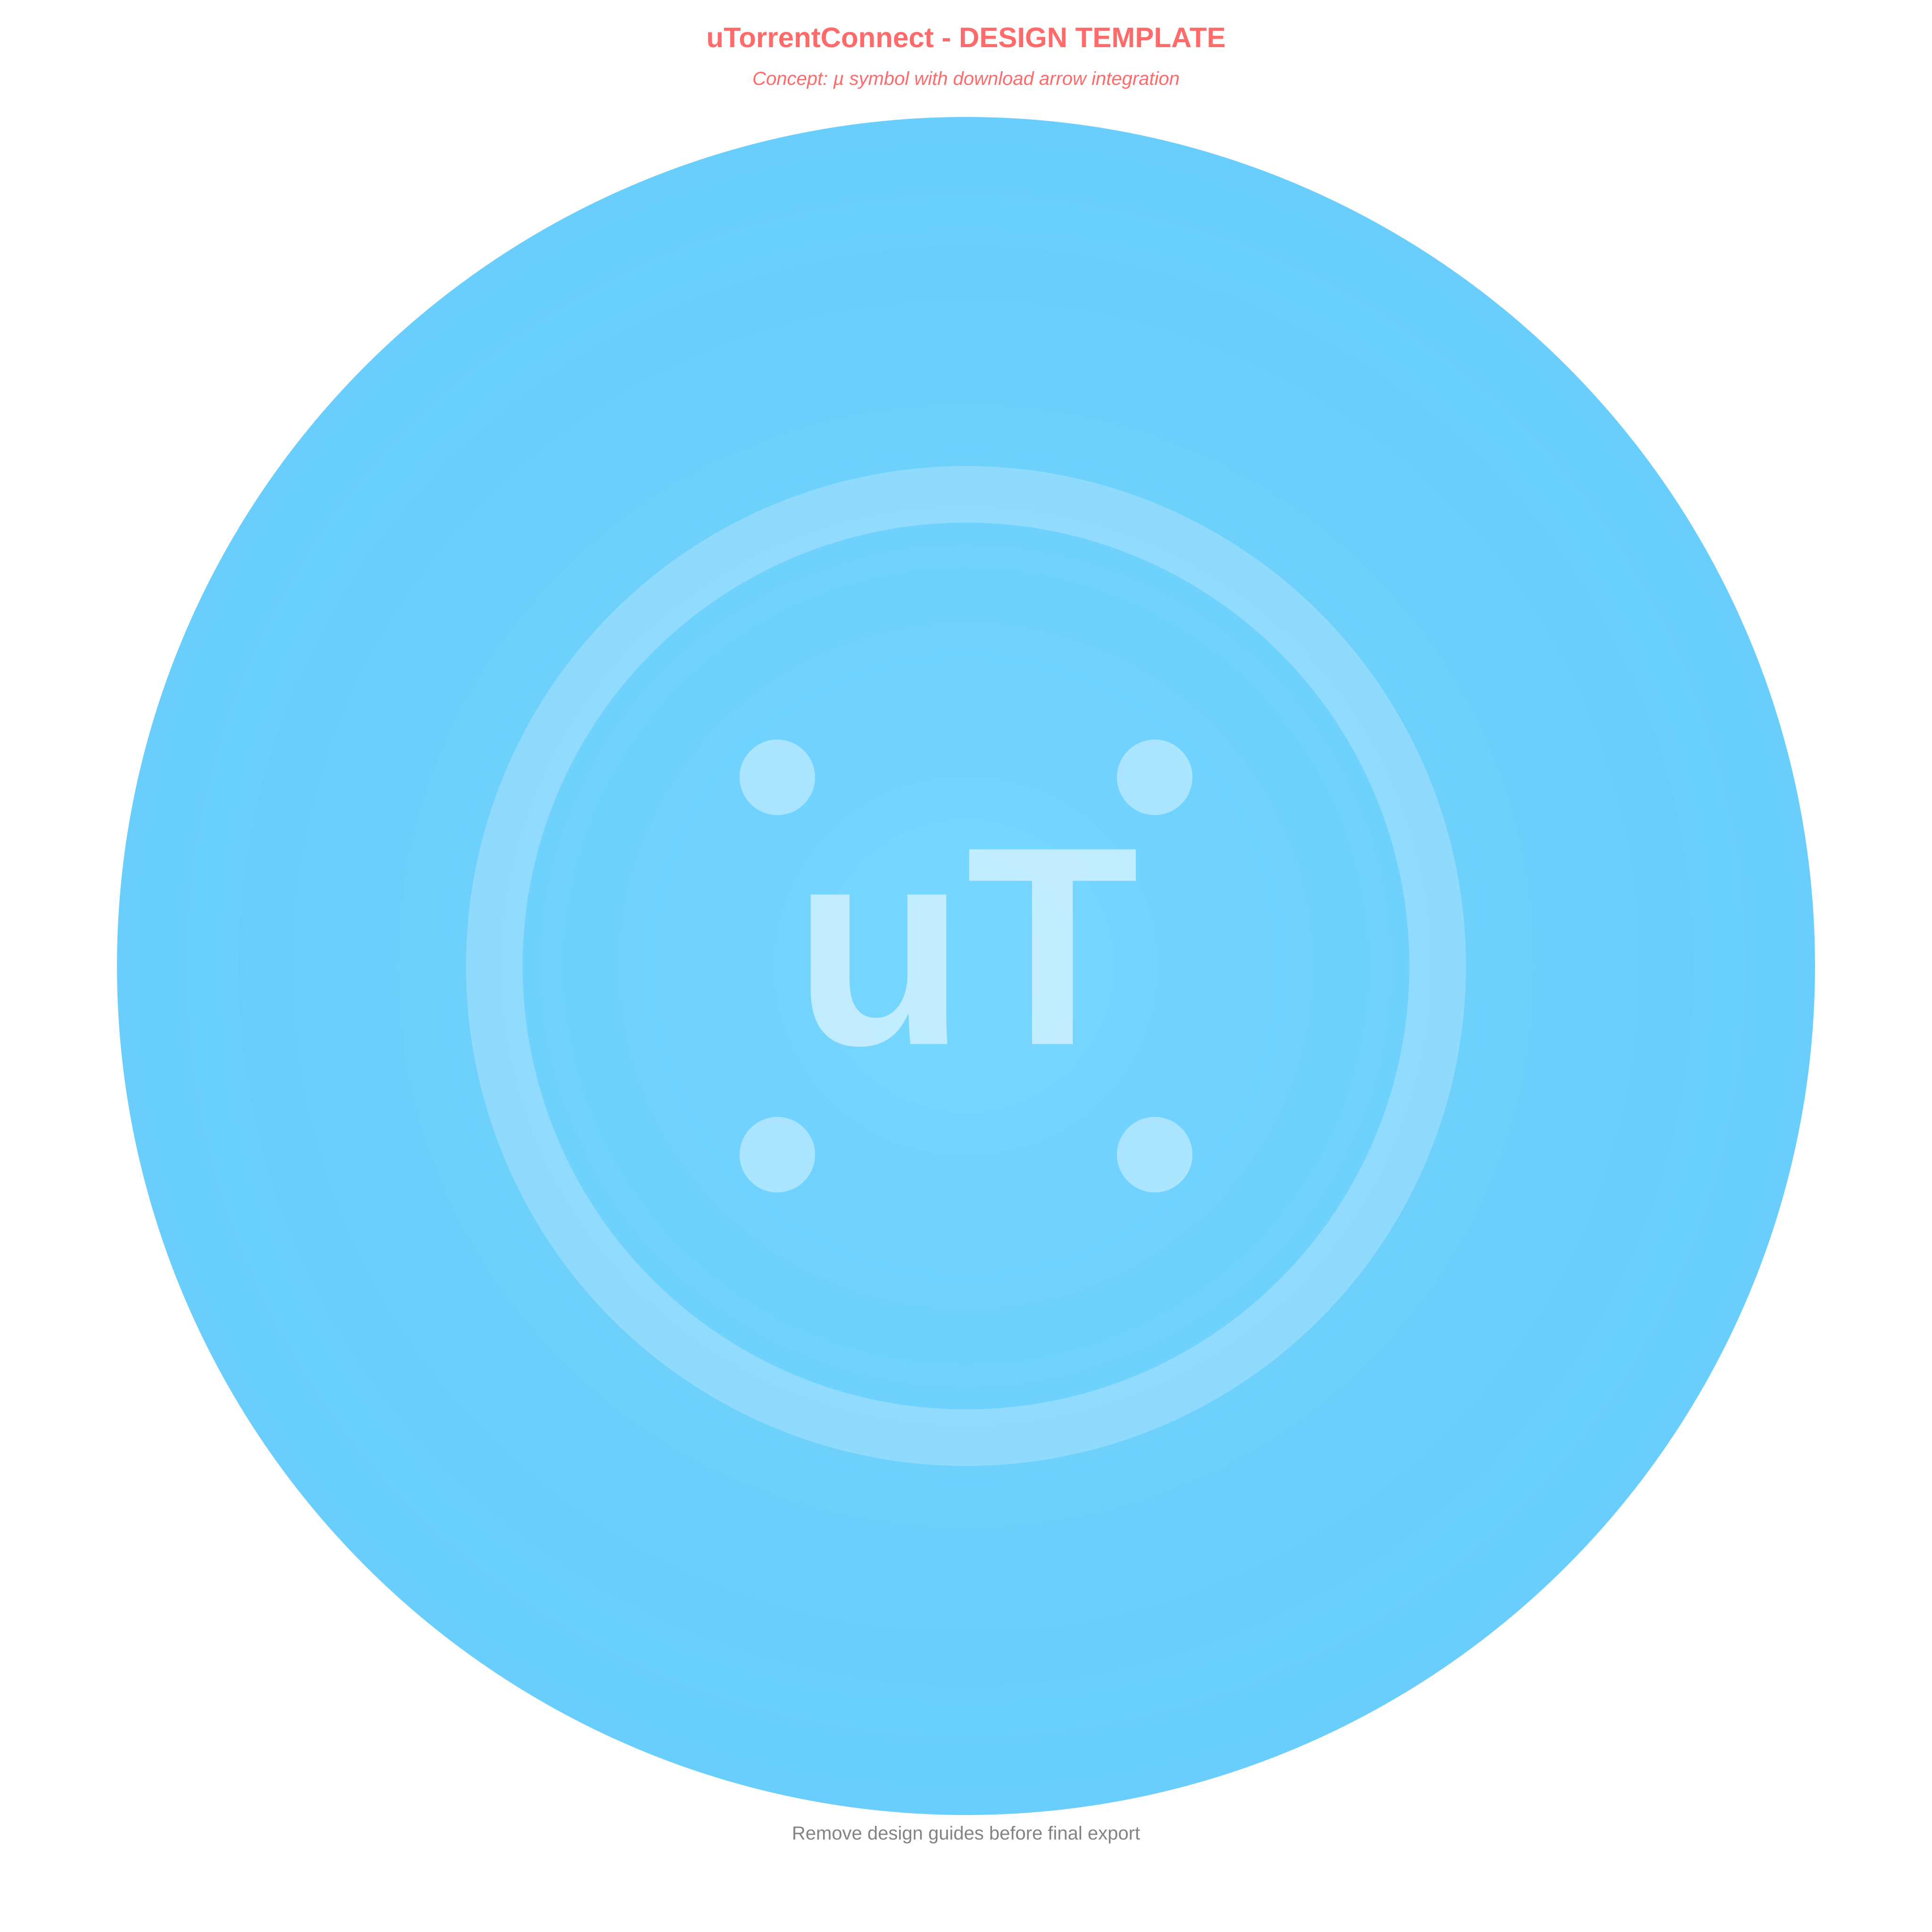 uTorrentConnect - DESIGN TEMPLATE
Concept: µ symbol with download arrow integration
uT
Remove design guides before final export